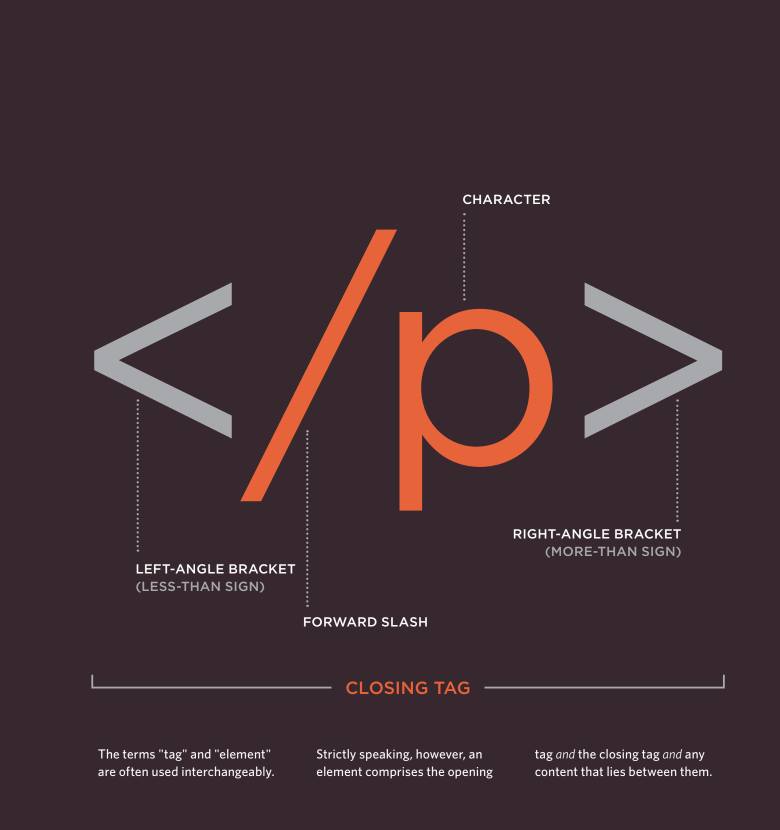 CHARACTER
</p>
LEFT-ANGLE BRACKET
(LESS-THAN SIGN)
RIGHT-ANGLE BRACKET
(MORE-THAN SIGN)
FORWARD SLASH
CLOSING TAG
The terms "tag" and "element"
are often used interchangeably.
Strictly speaking, however, an
element comprises the opening
tag and the closing tag and any
content that lies between them.